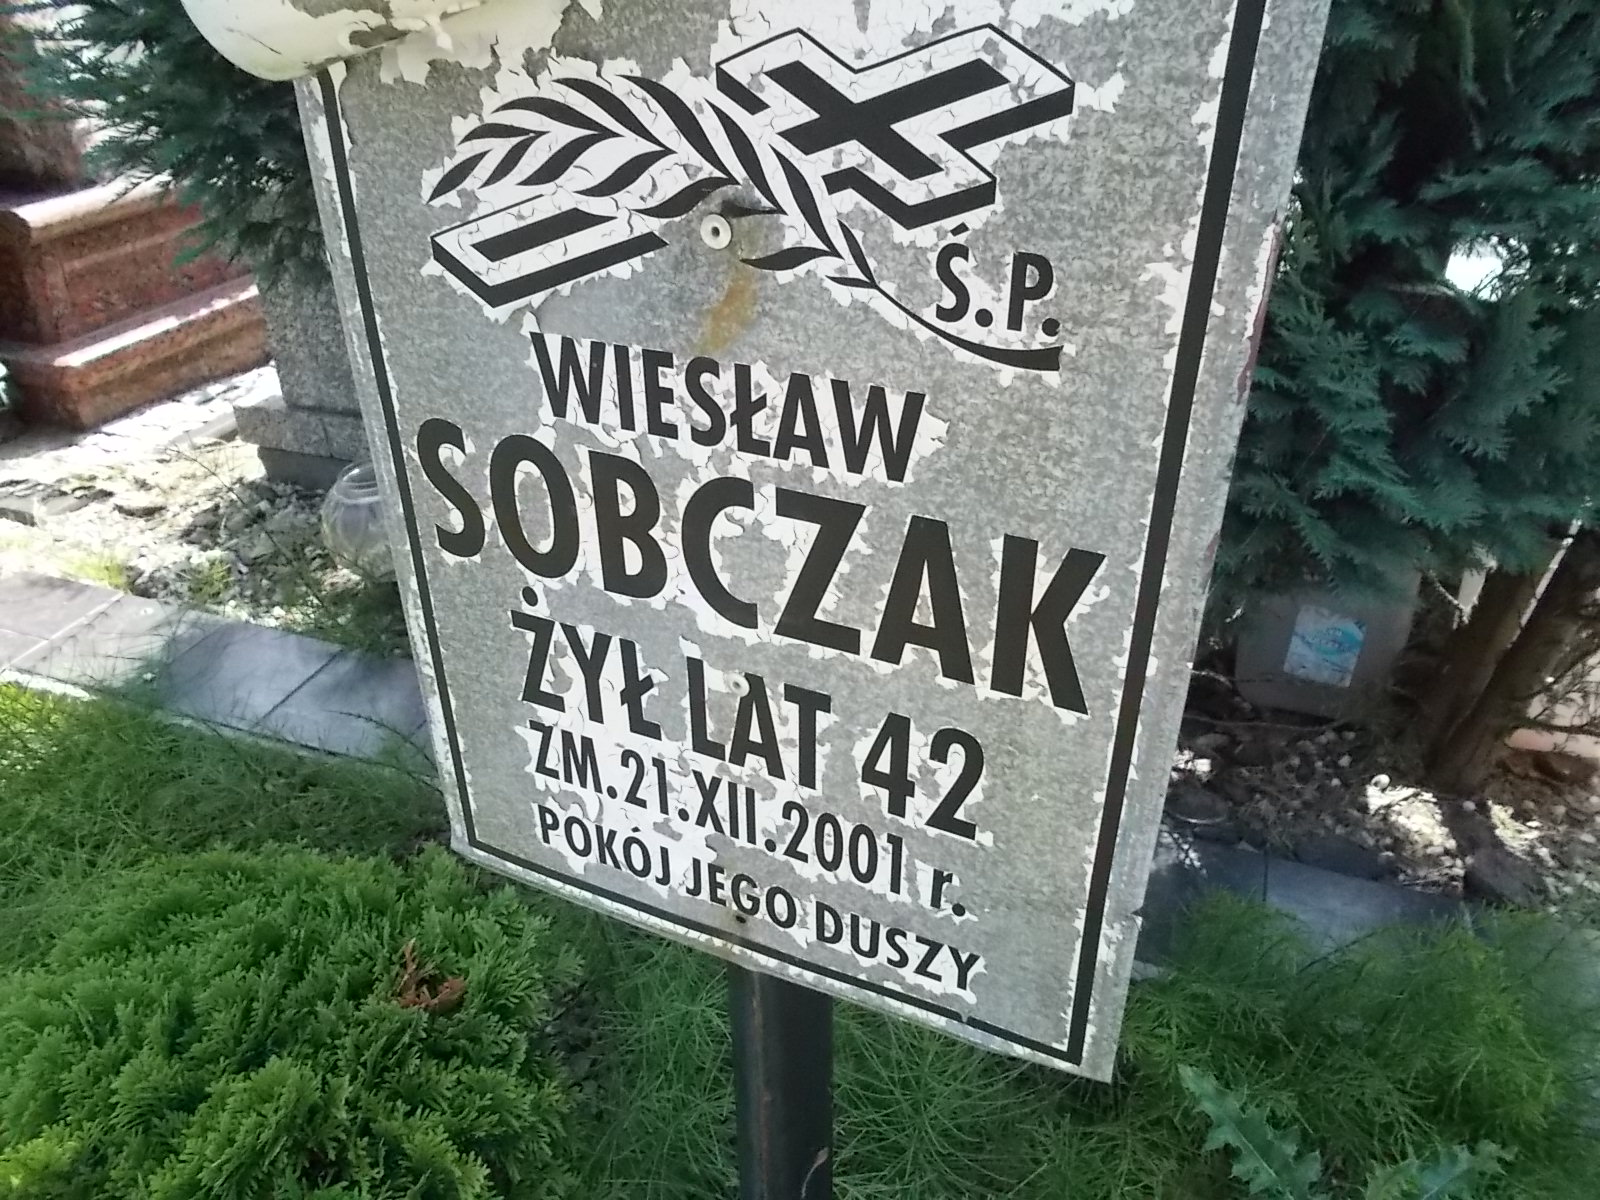 Ś.P.
WIESŁAW
SOBCZAK
ŻYŁ LAT 42
ZM. 21.XII.2001 r.
POKÓJ JEGO DUSZY